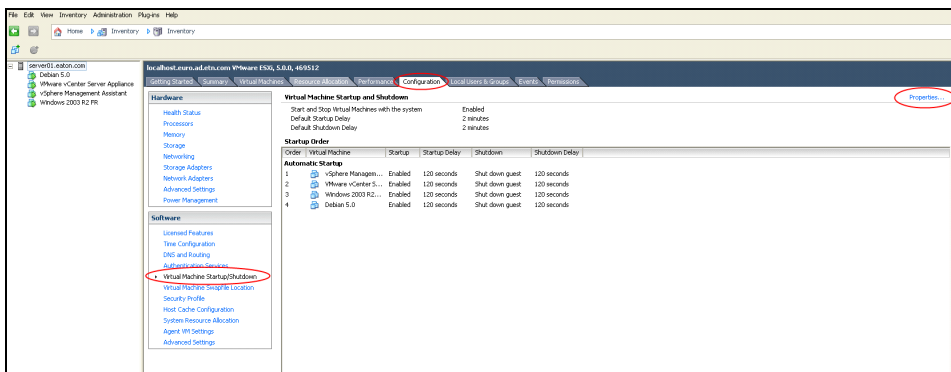 File Edit View Inventory Administration Plug-ins Help
Home Inventory Inventory
server01.eaton.com
Debian 5.0
VMware vCenter Server Appliance
vSphere Management Assistant
Windows 2003 R2 FR
localhost.euro.ad.etn.com VMware ESXi, 5.0.0, 469512
Getting Started Summary Virtual Machines Resource Allocation Performance Configuration Local Users & Groups Events Permissions
Hardware
Health Status
Processors
Memory
Storage
Networking
Storage Adapters
Network Adapters
Advanced Settings
Power Management
Software
Licensed Features
Time Configuration
DNS and Routing
Authentication Services
Virtual Machine Startup/Shutdown
Virtual Machine Swapfile Location
Security Profile
Host Cache Configuration
System Resource Allocation
Agent VM Settings
Advanced Settings
Virtual Machine Startup and Shutdown Properties...
Start and Stop Virtual Machines with the system Enabled
Default Startup Delay 2 minutes
Default Shutdown Delay 2 minutes
Startup Order
Order Virtual Machine Startup Startup Delay Shutdown Shutdown Delay
Automatic Startup
1 vSphere Managem... Enabled 120 seconds Shut down guest 120 seconds
2 VMware vCenter S... Enabled 120 seconds Shut down guest 120 seconds
3 Windows 2003 R2... Enabled 120 seconds Shut down guest 120 seconds
4 Debian 5.0 Enabled 120 seconds Shut down guest 120 seconds